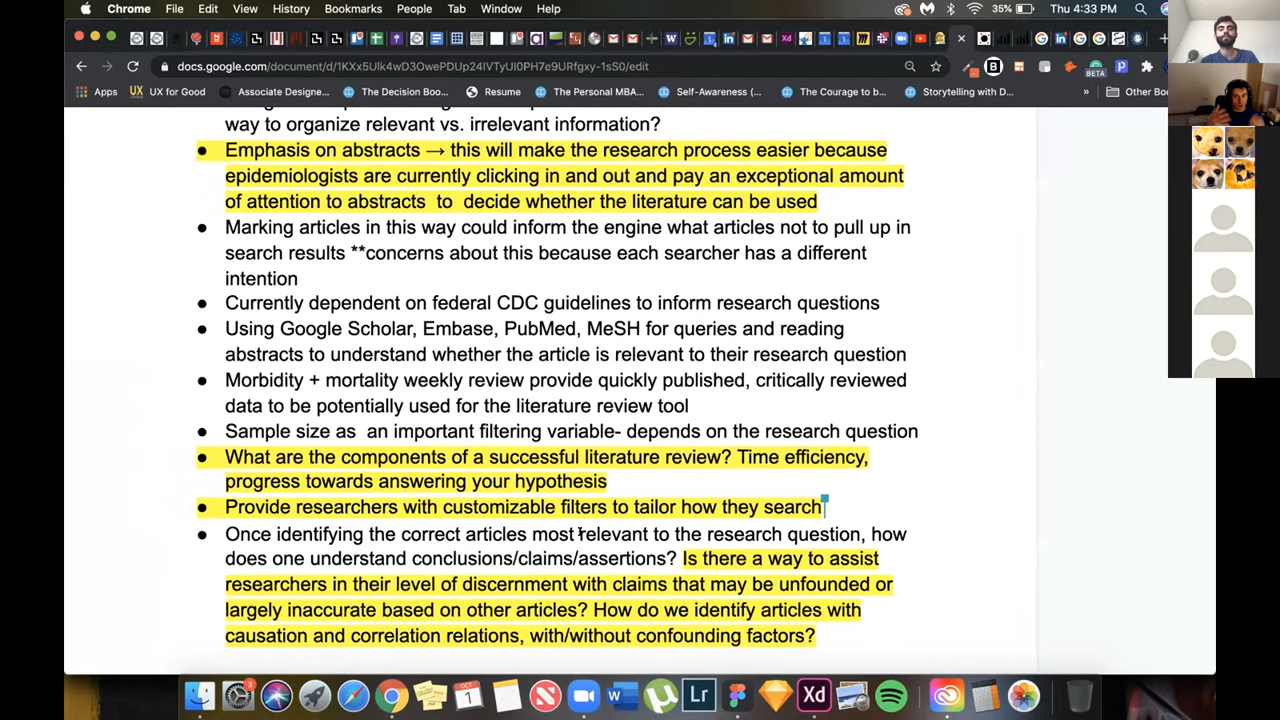 Chrome File Edit View History Bookmarks People Tab Window Help 35% Thu 4:33 PM
docs.google.com/document/d/1KXx5Ulk4wD3OwePDUp24IVTyUI0PH7e9URfgxy-1sS0/edit
BETA
Apps UX for Good Associate Designe... The Decision Boo... Resume The Personal MBA... Self-Awareness (... The Courage to b... Storytelling with D... » Other Bo
way to organize relevant vs. irrelevant information?
● Emphasis on abstracts → this will make the research process easier because
epidemiologists are currently clicking in and out and pay an exceptional amount
of attention to abstracts to decide whether the literature can be used
● Marking articles in this way could inform the engine what articles not to pull up in
search results **concerns about this because each searcher has a different
intention
● Currently dependent on federal CDC guidelines to inform research questions
● Using Google Scholar, Embase, PubMed, MeSH for queries and reading
abstracts to understand whether the article is relevant to their research question
● Morbidity + mortality weekly review provide quickly published, critically reviewed
data to be potentially used for the literature review tool
● Sample size as an important filtering variable- depends on the research question
● What are the components of a successful literature review? Time efficiency,
progress towards answering your hypothesis
● Provide researchers with customizable filters to tailor how they search
● Once identifying the correct articles most relevant to the research question, how
does one understand conclusions/claims/assertions? Is there a way to assist
researchers in their level of discernment with claims that may be unfounded or
largely inaccurate based on other articles? How do we identify articles with
causation and correlation relations, with/without confounding factors?
OCT 1 Lr Xd